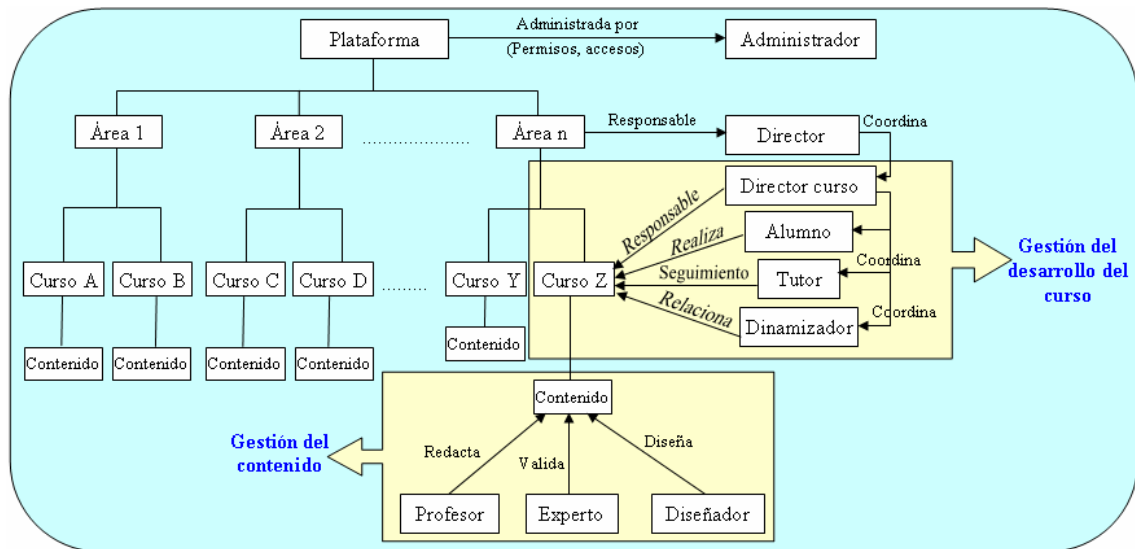 Plataforma
Administrada por
(Permisos, accesos)
Administrador
Área 1
Área 2
....................
Área n
Responsable
Director
Coordina
Director curso
Responsable
Realiza
Alumno
Seguimiento
Tutor
Coordina
Relaciona
Dinamizador
Coordina
Gestión del
desarrollo del
curso
Curso A
Curso B
Curso C
Curso D
.........
Curso Y
Curso Z
Contenido
Contenido
Contenido
Contenido
Contenido
Contenido
Gestión del
contenido
Redacta
Valida
Diseña
Profesor
Experto
Diseñador